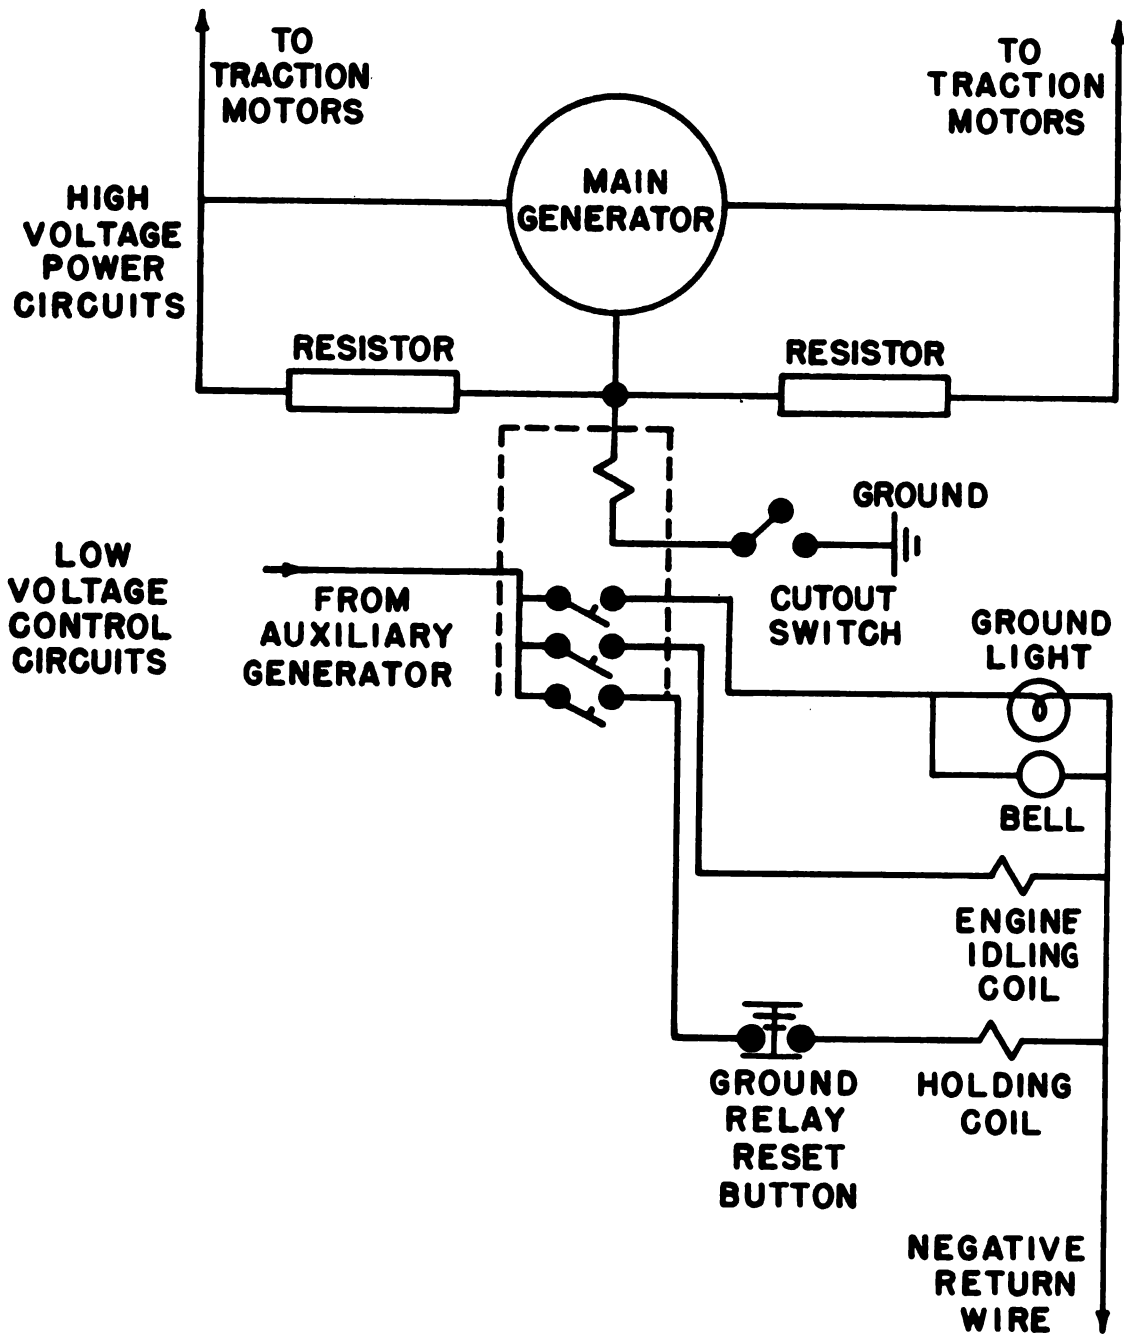 TO
TRACTION
MOTORS
TO
TRACTION
MOTORS
MAIN
GENERATOR
HIGH
VOLTAGE
POWER
CIRCUITS
RESISTOR
RESISTOR
GROUND
CUTOUT
SWITCH
LOW
VOLTAGE
CONTROL
CIRCUITS
FROM
AUXILIARY
GENERATOR
GROUND
LIGHT
BELL
ENGINE
IDLING
COIL
GROUND
RELAY
RESET
BUTTON
HOLDING
COIL
NEGATIVE
RETURN
WIRE